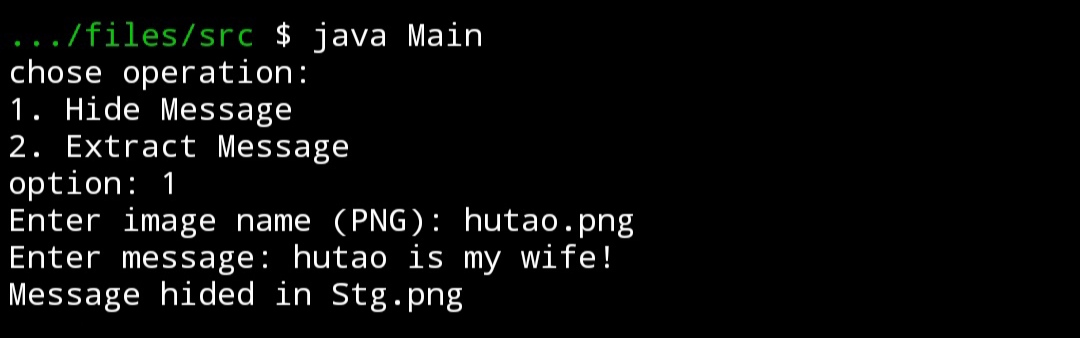 .../files/src $ java Main
chose operation:
1. Hide Message
2. Extract Message
option: 1
Enter image name (PNG): hutao.png
Enter message: hutao is my wife!
Message hided in Stg.png